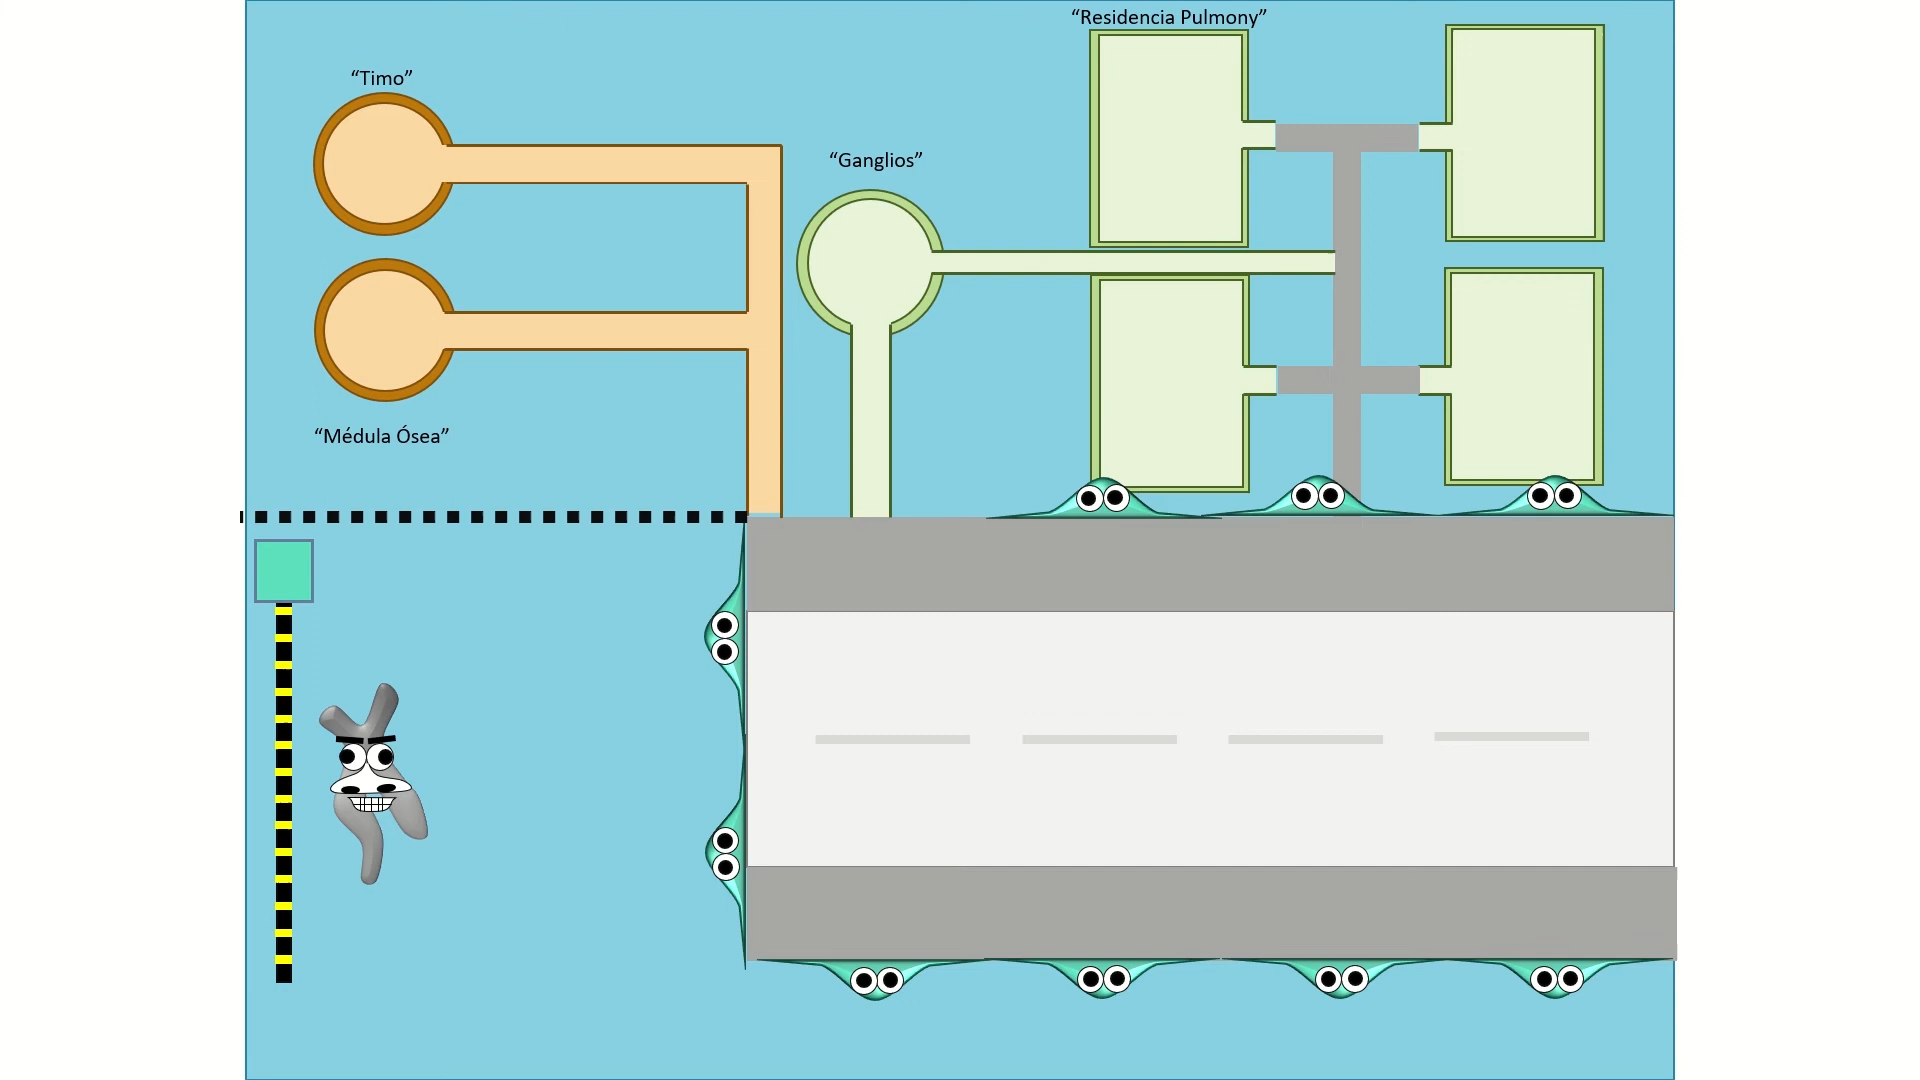 “Residencia Pulmony”
“Timo”
“Ganglios”
“Médula Ósea”